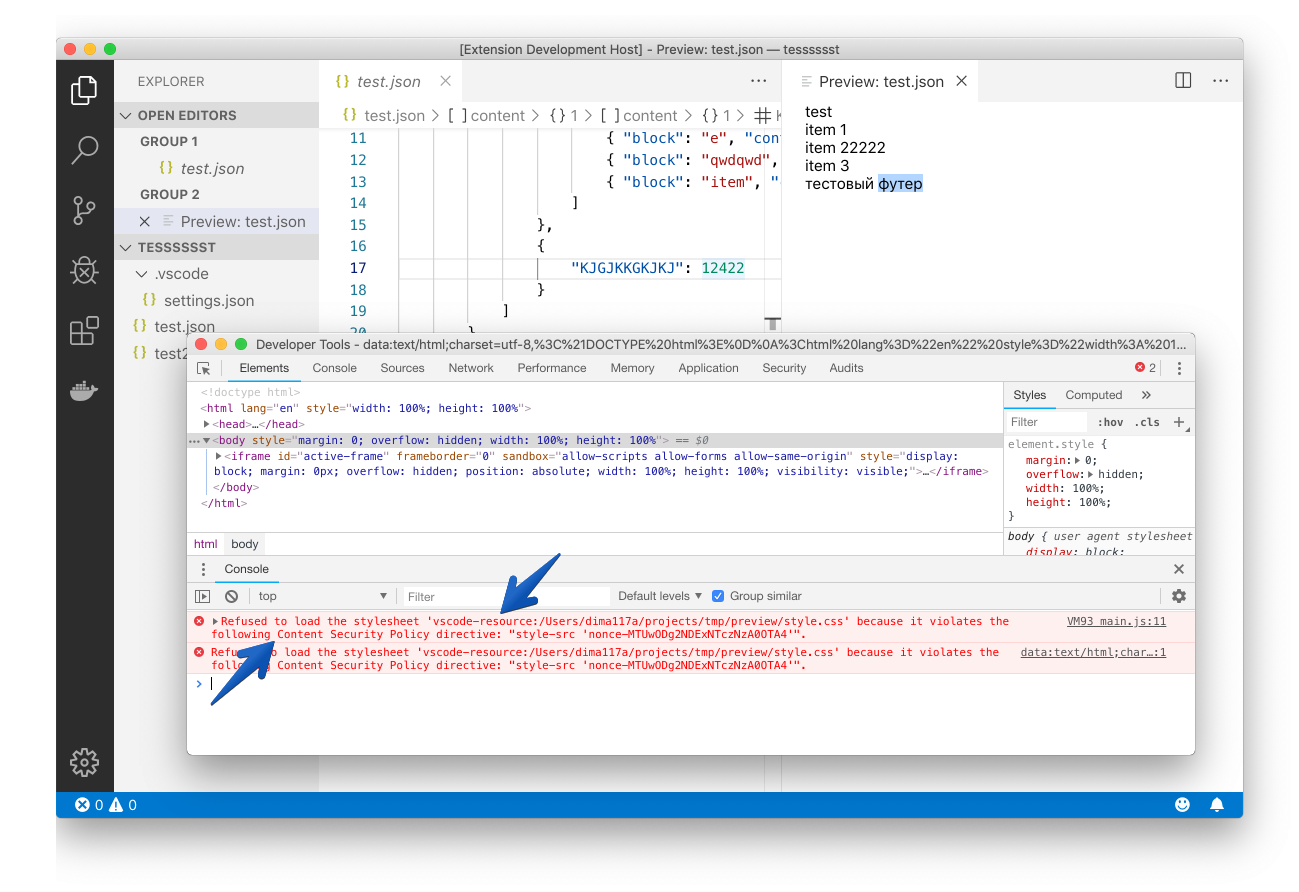 [Extension Development Host] - Preview: test.json — tesssssst
EXPLORER
OPEN EDITORS
GROUP 1
{} test.json
GROUP 2
Preview: test.json
TESSSSSST
.vscode
{} settings.json
{} test.json
{} test2
{} test.json
{} test.json > [ ] content > {} 1 > [ ] content > {} 1 >
11 { "block": "e", "con
12 { "block": "qwdqwd",
13 { "block": "item", "
14 ]
15 },
16 {
17 "KJGJKKGKJKJ": 12422
18 }
19 ]
20 }
Preview: test.json
test
item 1
item 22222
item 3
тестовый футер
Developer Tools - data:text/html;charset=utf-8,%3C%21DOCTYPE%20html%3E%0D%0A%3Chtml%20lang%3D%22en%22%20style%3D%22width%3A%201...
Elements Console Sources Network Performance Memory Application Security Audits 2
<!doctype html>
<html lang="en" style="width: 100%; height: 100%">
<head>…</head>
<body style="margin: 0; overflow: hidden; width: 100%; height: 100%"> == $0
<iframe id="active-frame" frameborder="0" sandbox="allow-scripts allow-forms allow-same-origin" style="display:
block; margin: 0px; overflow: hidden; position: absolute; width: 100%; height: 100%; visibility: visible;">…</iframe>
</body>
</html>
html body
Styles Computed »
Filter :hov .cls +
element.style {
margin: 0;
overflow: hidden;
width: 100%;
height: 100%;
}
body { user agent stylesheet
display: block;
Console
top Filter Default levels Group similar
Refused to load the stylesheet 'vscode-resource:/Users/dima117a/projects/tmp/preview/style.css' because it violates the VM93 main.js:11
following Content Security Policy directive: "style-src 'nonce-MTUwODg2NDExNTczNzA0OTA4'".
to load the stylesheet 'vscode-resource:/Users/dima117a/projects/tmp/preview/style.css' because it violates the data:text/html;char…:1
Content Security Policy directive: "style-src 'nonce-MTUwODg2NDExNTczNzA0OTA4'".
>
0 0